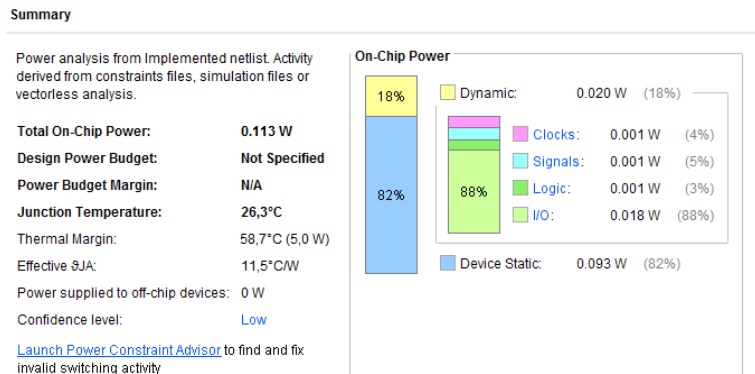 Summary
Power analysis from Implemented netlist. Activity
derived from constraints files, simulation files or
vectorless analysis.
Total On-Chip Power: 0.113 W
Design Power Budget: Not Specified
Power Budget Margin: N/A
Junction Temperature: 26,3°C
Thermal Margin: 58,7°C (5,0 W)
Effective ϑJA: 11,5°C/W
Power supplied to off-chip devices: 0 W
Confidence level: Low
Launch Power Constraint Advisor to find and fix
invalid switching activity
On-Chip Power
18%
82%
Dynamic: 0.020 W (18%)
88%
Clocks: 0.001 W (4%)
Signals: 0.001 W (5%)
Logic: 0.001 W (3%)
I/O: 0.018 W (88%)
Device Static: 0.093 W (82%)